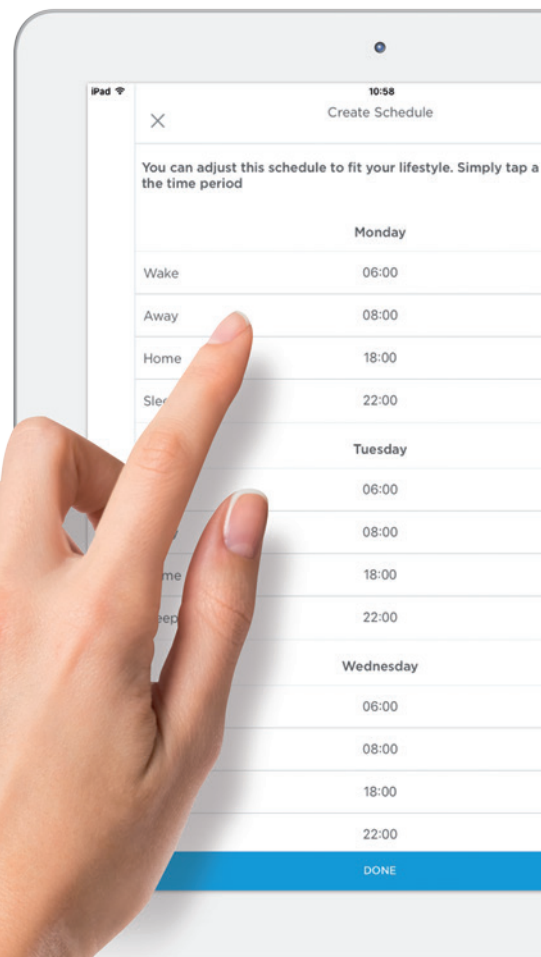 iPad
10:58
Create Schedule
You can adjust this schedule to fit your lifestyle. Simply tap a
the time period
Monday
Wake 06:00
Away 08:00
Home 18:00
22:00
Tuesday
06:00
08:00
18:00
22:00
Wednesday
06:00
08:00
18:00
22:00
DONE